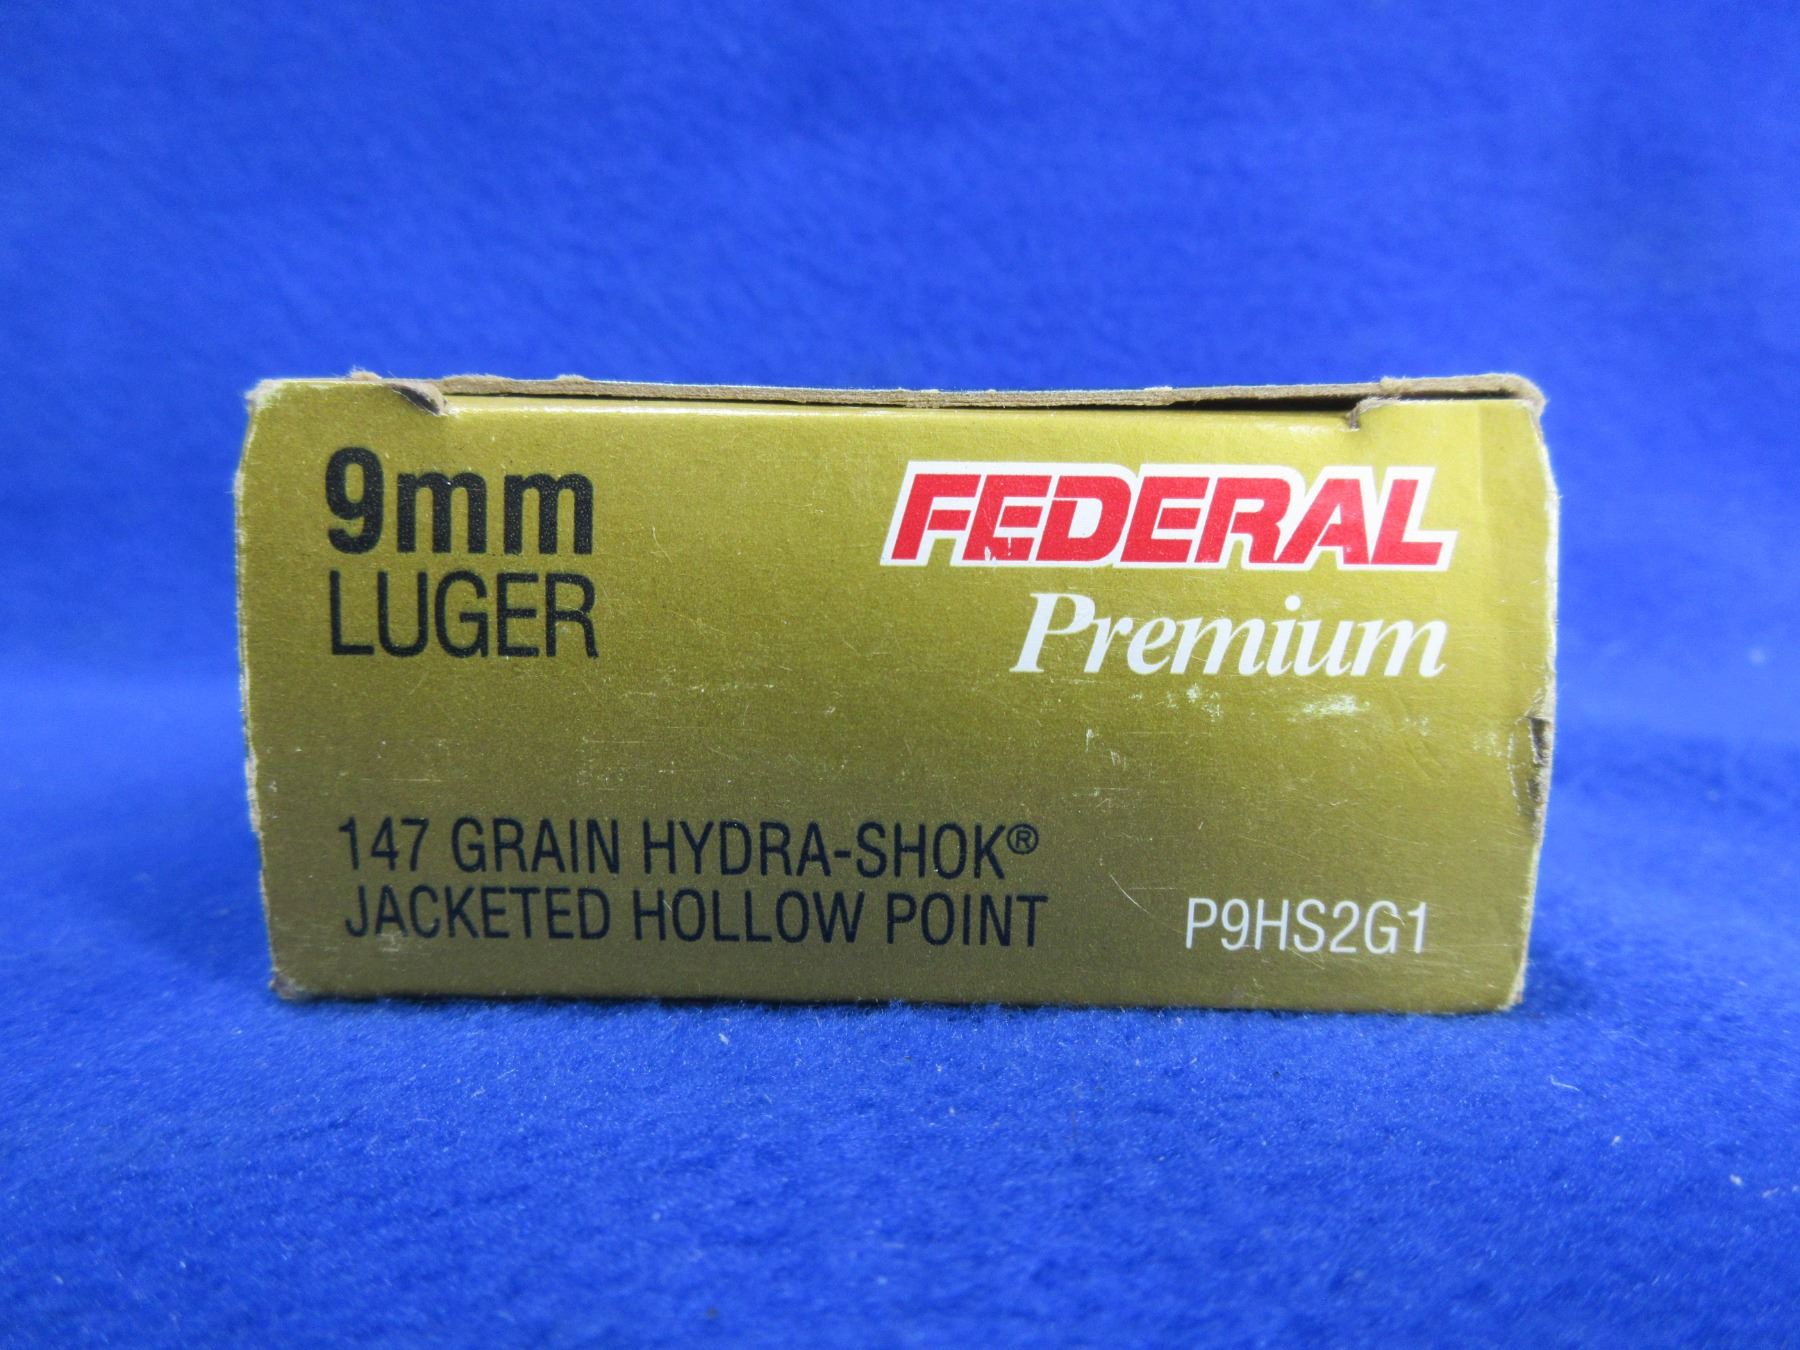 9mm
LUGER
FEDERAL
Premium
147 GRAIN HYDRA-SHOK®
JACKETED HOLLOW POINT
P9HS2G1